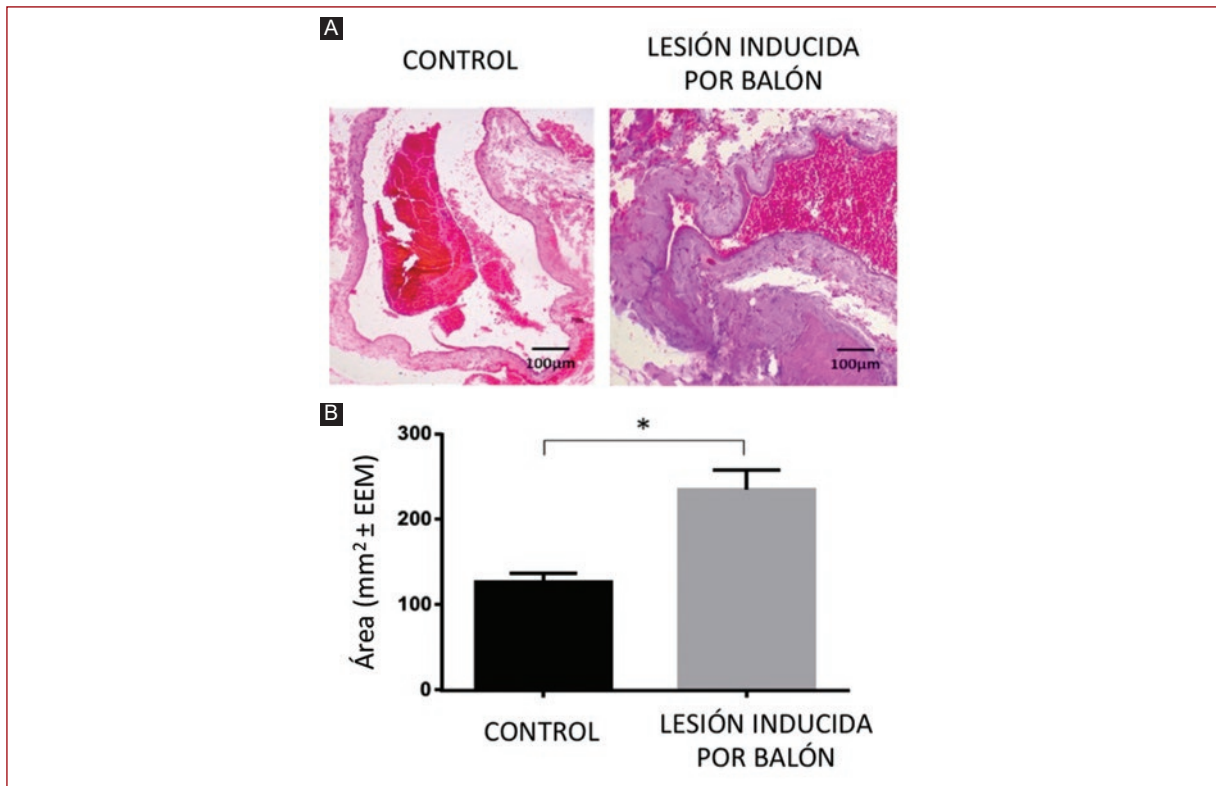 A
CONTROL
LESIÓN INDUCIDA
POR BALÓN
100µm
100µm
B
*
300
200
100
0
Área (mm² ± EEM)
CONTROL
LESIÓN INDUCIDA
POR BALÓN